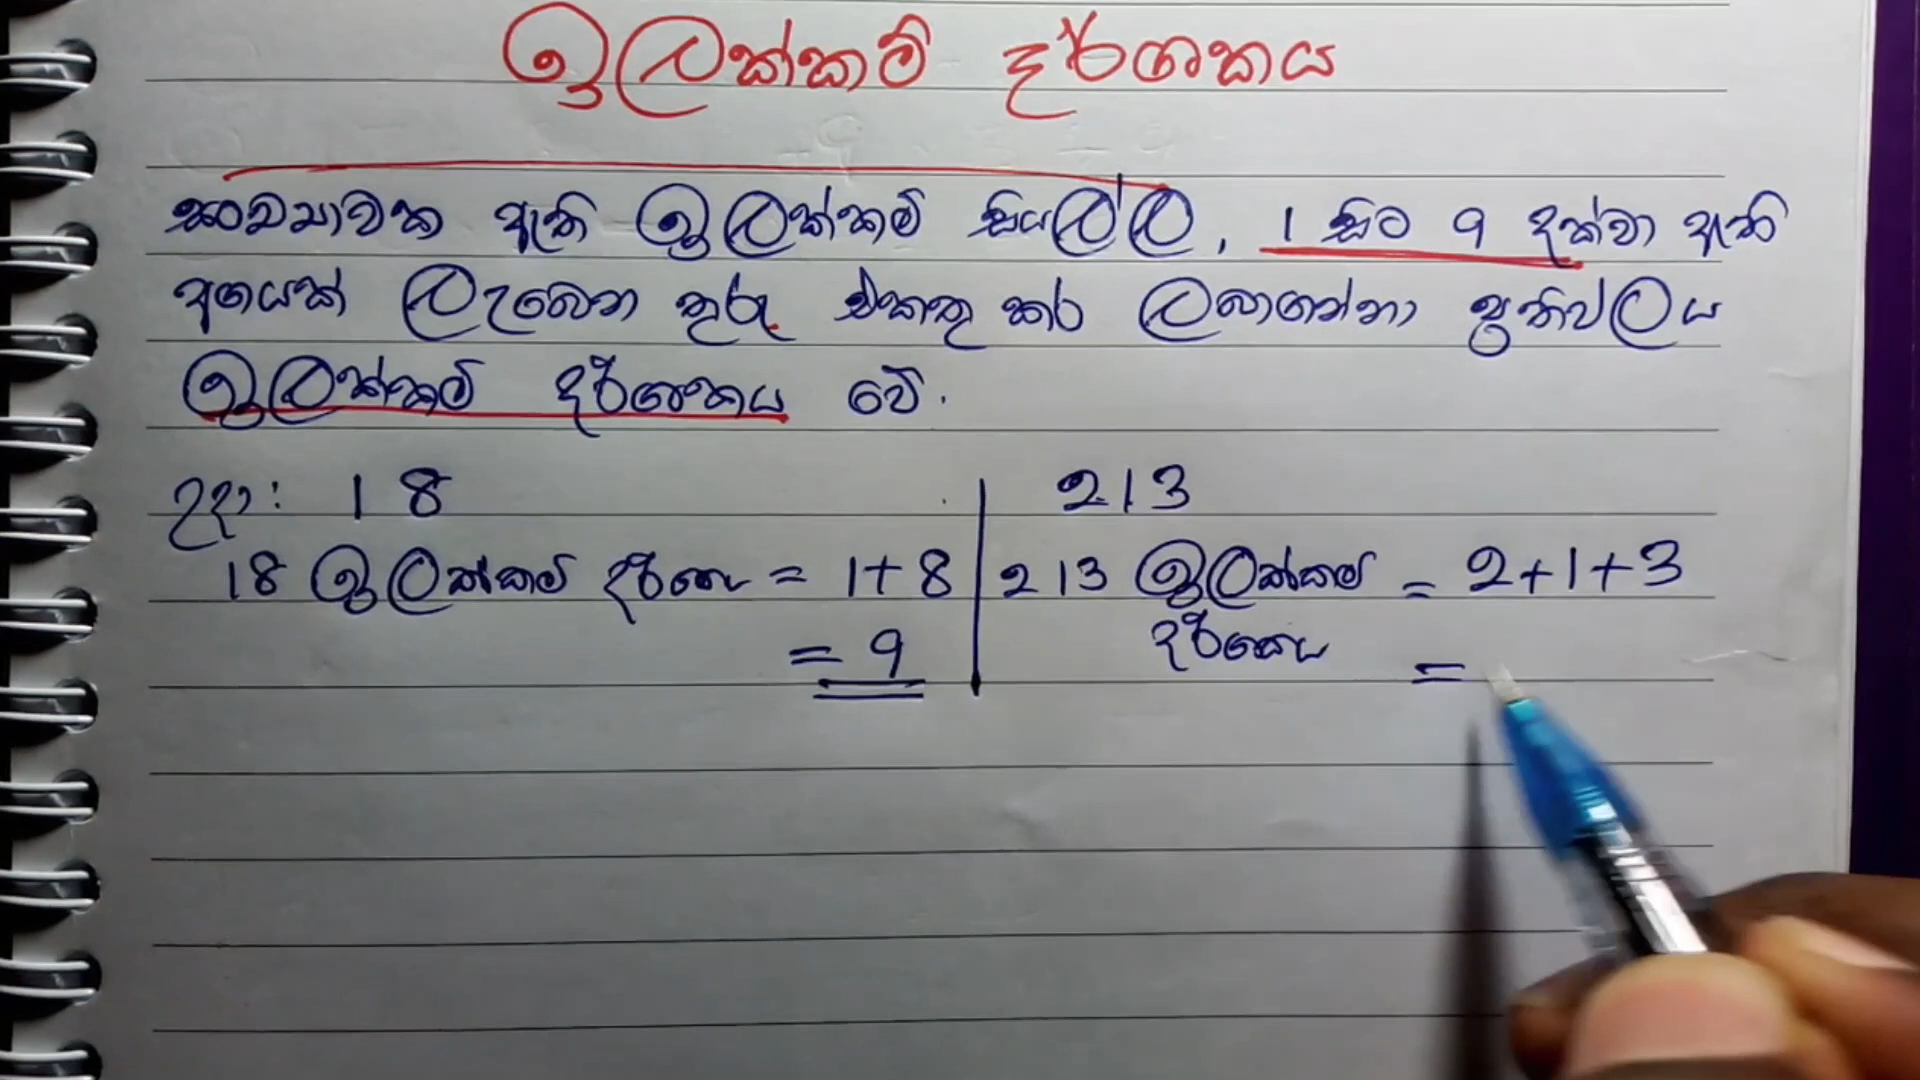 ඉලක්කම් දර්ශකය
සංඛ්‍යාවක ඇති ඉලක්කම් සියල්ල, 1 සිට 9 දක්වා ඇති
අගයක් ලැබෙන තුරු එකතු කර ලබාගන්නා ප්‍රතිඵලය
ඉලක්කම් දර්ශකය වේ.
උදා: 18
18 ඉලක්කම් දර්ශකය = 1+8
= 9
213
213 ඉලක්කම් = 2+1+3
දර්ශකය =